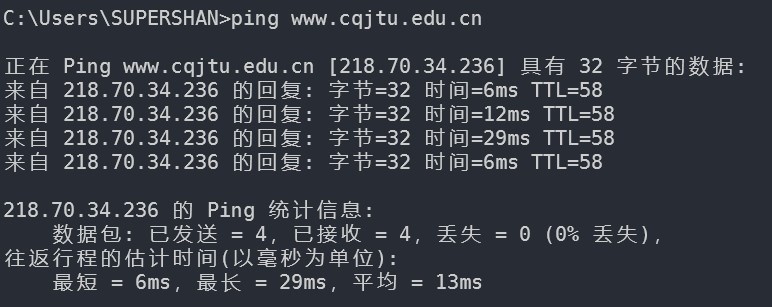 C:\Users\SUPERSHAN>ping www.cqjtu.edu.cn
正在 Ping www.cqjtu.edu.cn [218.70.34.236] 具有 32 字节的数据:
来自 218.70.34.236 的回复: 字节=32 时间=6ms TTL=58
来自 218.70.34.236 的回复: 字节=32 时间=12ms TTL=58
来自 218.70.34.236 的回复: 字节=32 时间=29ms TTL=58
来自 218.70.34.236 的回复: 字节=32 时间=6ms TTL=58
218.70.34.236 的 Ping 统计信息:
数据包: 已发送 = 4, 已接收 = 4, 丢失 = 0 (0% 丢失),
往返行程的估计时间(以毫秒为单位):
最短 = 6ms, 最长 = 29ms, 平均 = 13ms